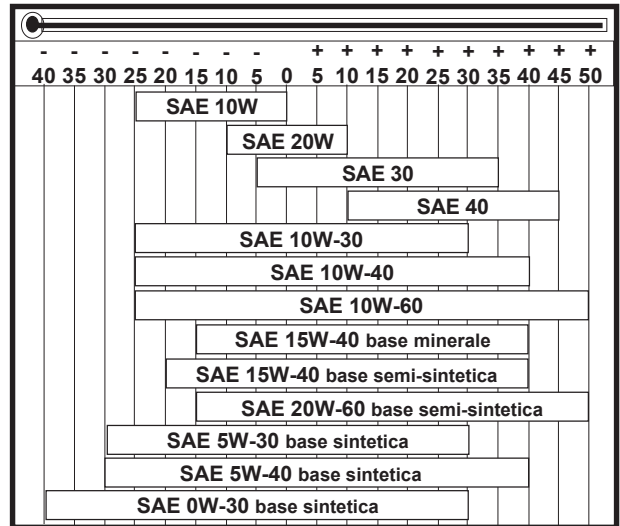 - - - - - - - - + + + + + + + + + +
40 35 30 25 20 15 10 5 0 5 10 15 20 25 30 35 40 45 50
SAE 10W
SAE 20W
SAE 30
SAE 40
SAE 10W-30
SAE 10W-40
SAE 10W-60
SAE 15W-40 base minerale
SAE 15W-40 base semi-sintetica
SAE 20W-60 base semi-sintetica
SAE 5W-30 base sintetica
SAE 5W-40 base sintetica
SAE 0W-30 base sintetica